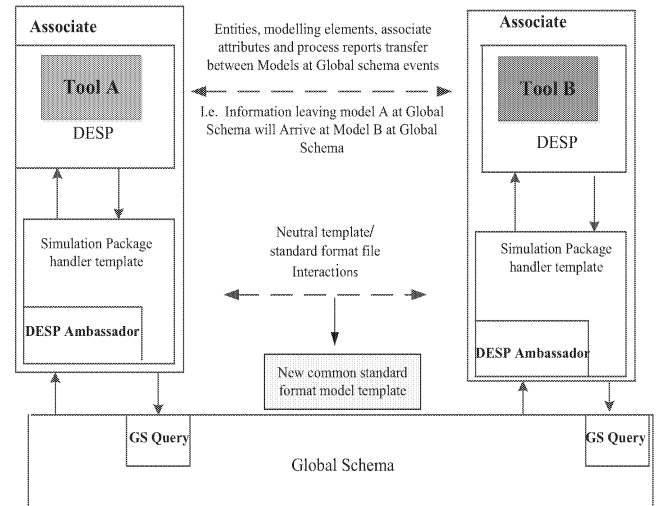 Associate
Tool A
DESP
Simulation Package
handler template
DESP Ambassador
Entities, modelling elements, associate
attributes and process reports transfer
between Models at Global schema events
I.e. Information leaving model A at Global
Schema will Arrive at Model B at Global
Schema
Neutral template/
standard format file
Interactions
New common standard
format model template
Associate
Tool B
DESP
Simulation Package
handler template
DESP Ambassador
GS Query
Global Schema
GS Query